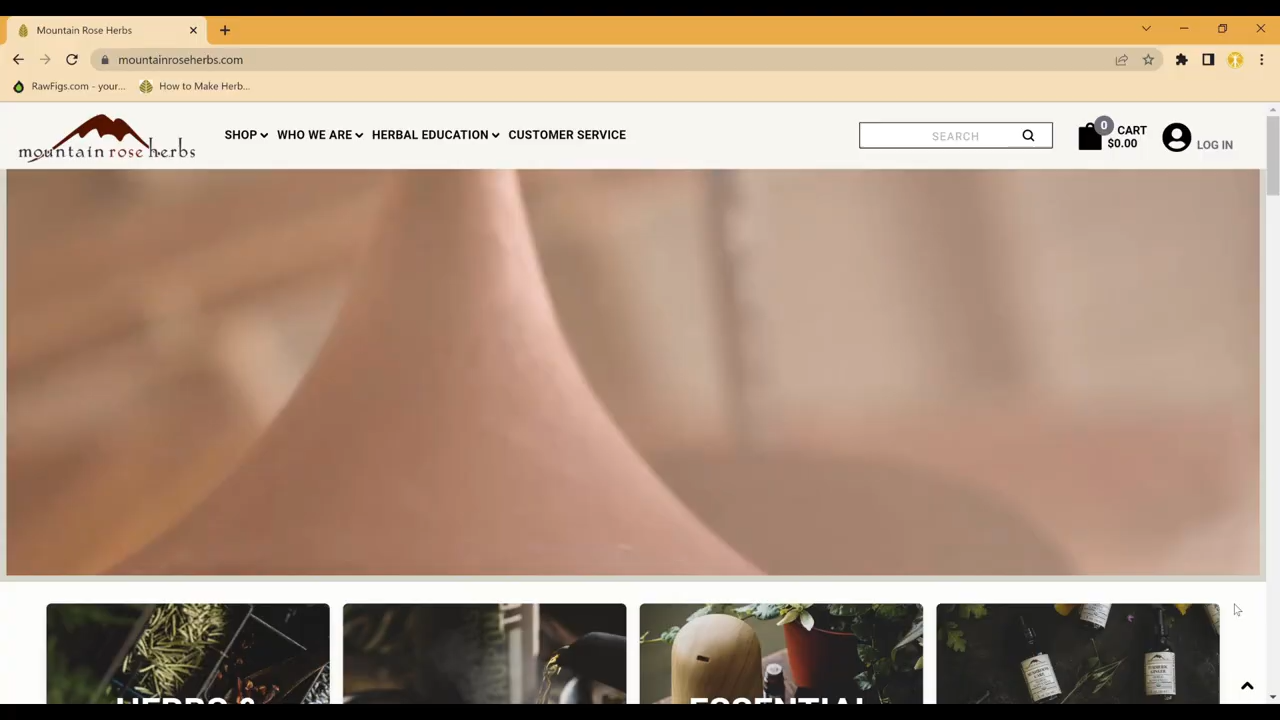 Mountain Rose Herbs
mountainroseherbs.com
RawFigs.com - your...
How to Make Herb...
mountain rose herbs
SHOP
WHO WE ARE
HERBAL EDUCATION
CUSTOMER SERVICE
SEARCH
0
CART
$0.00
LOG IN
HERBS &
ESSENTIAL